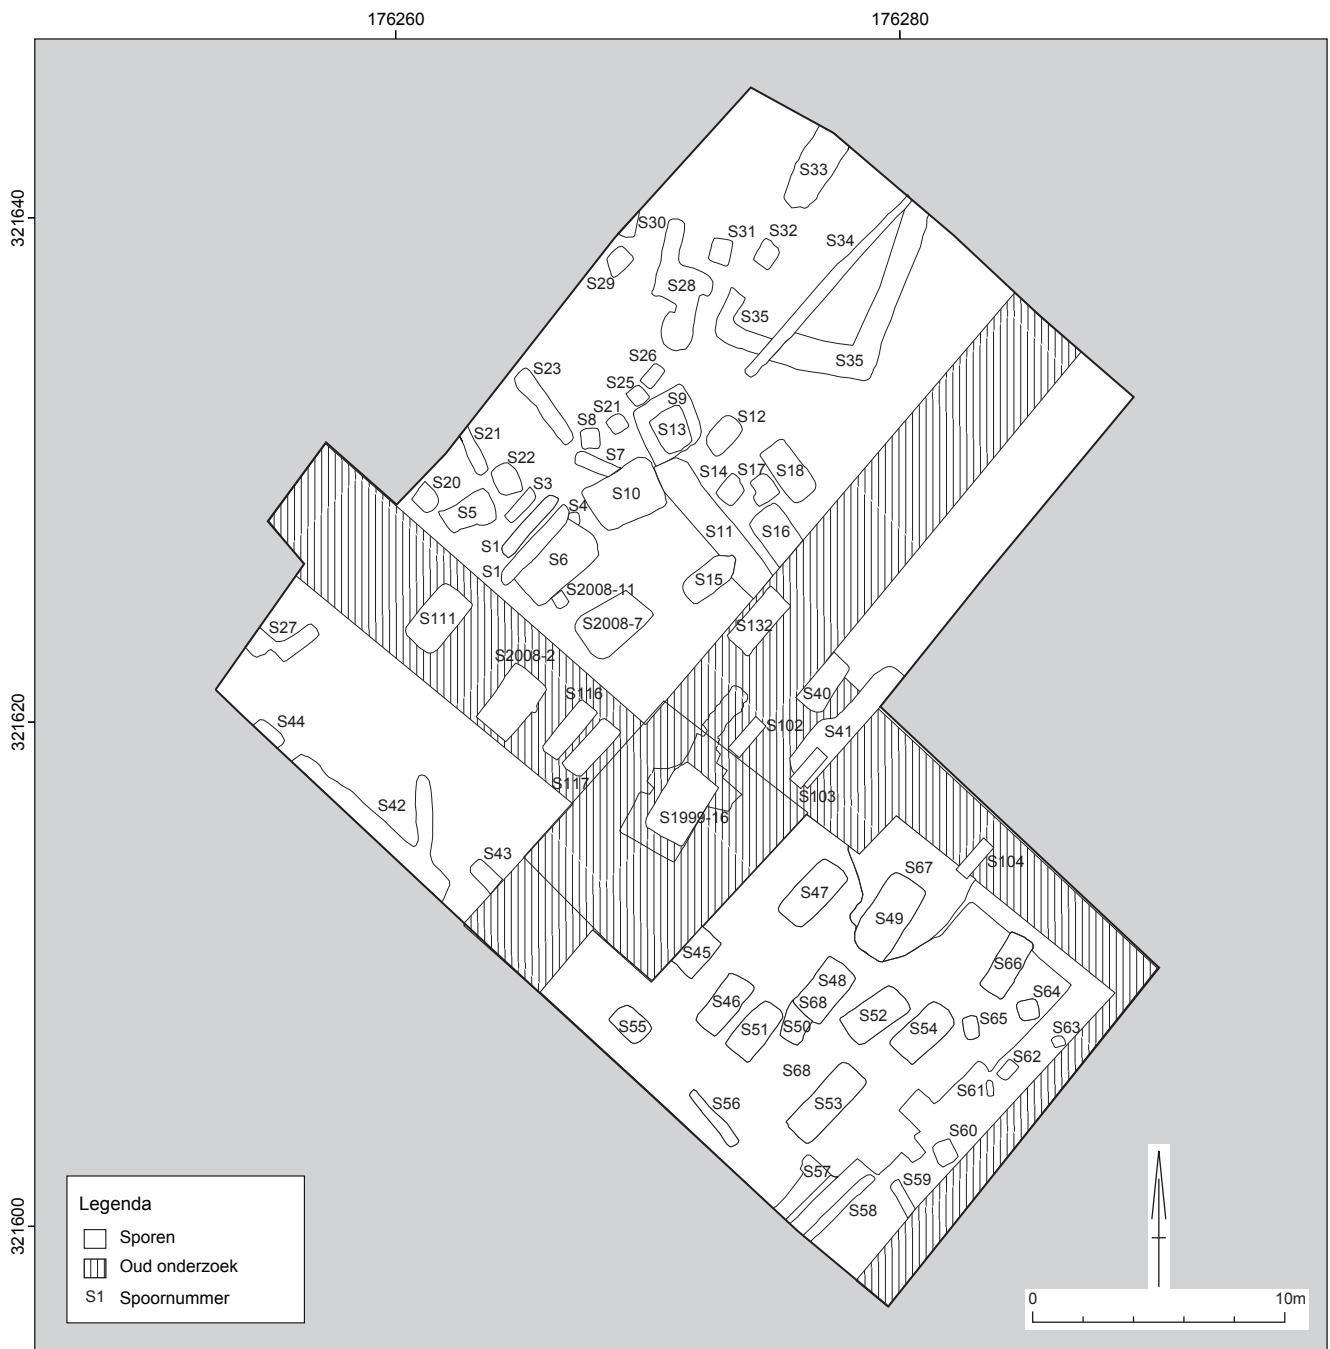 176260
176280
321640
321620
321600
S33
S30
S31
S32
S34
S29
S28
S35
S35
S26
S23
S25
S9
S21
S8
S13
S12
S21
S7
S22
S14
S17
S18
S20
S3
S10
S5
S4
S11
S16
S1
S6
S1
S15
S2008-11
S111
S2008-7
S132
S27
S2008-2
S116
S40
S44
S102
S41
S117
S42
S103
S1999-16
S43
S67
S104
S47
S49
S45
S66
S48
S46
S68
S64
S52
S65
S55
S51
S50
S54
S63
S62
S68
S61
S56
S53
S60
S57
S59
S58
Legenda
Sporen
Oud onderzoek
S1 Spoornummer
0 10m